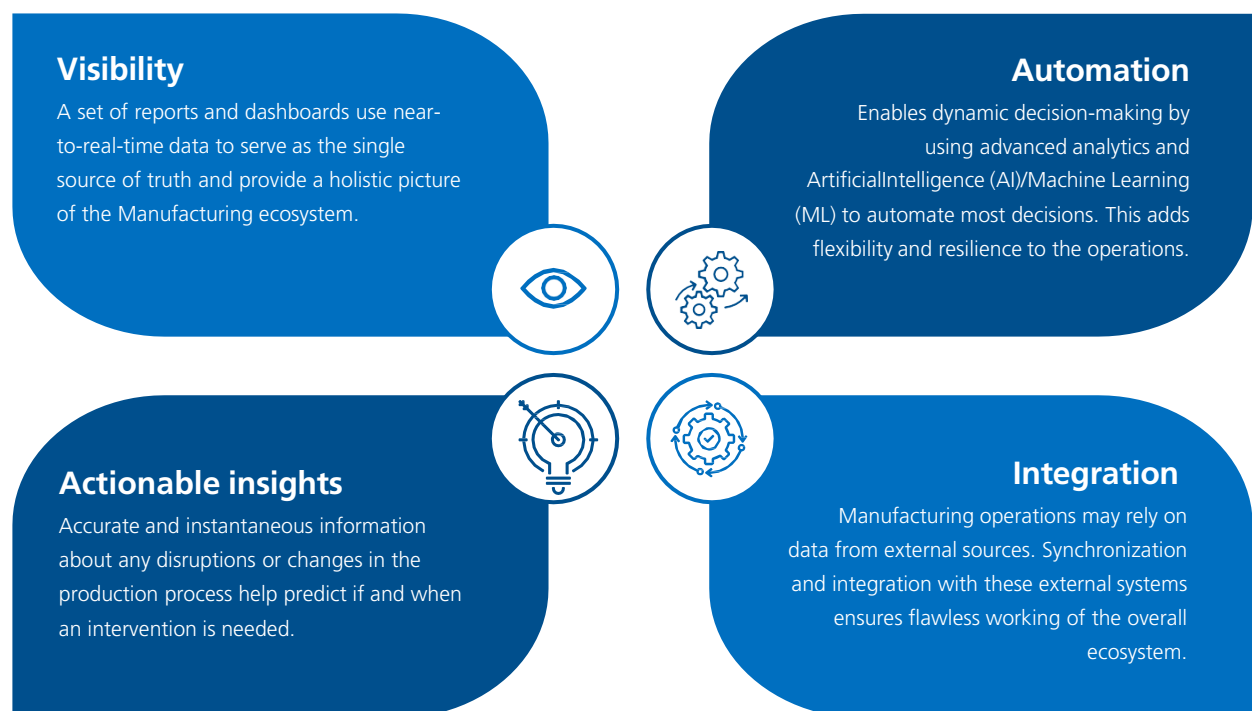 Visibility
A set of reports and dashboards use near-
to-real-time data to serve as the single
source of truth and provide a holistic picture
of the Manufacturing ecosystem.
Automation
Enables dynamic decision-making by
using advanced analytics and
ArtificialIntelligence (AI)/Machine Learning
(ML) to automate most decisions. This adds
flexibility and resilience to the operations.
Actionable insights
Accurate and instantaneous information
about any disruptions or changes in the
production process help predict if and when
an intervention is needed.
Integration
Manufacturing operations may rely on
data from external sources. Synchronization
and integration with these external systems
ensures flawless working of the overall
ecosystem.